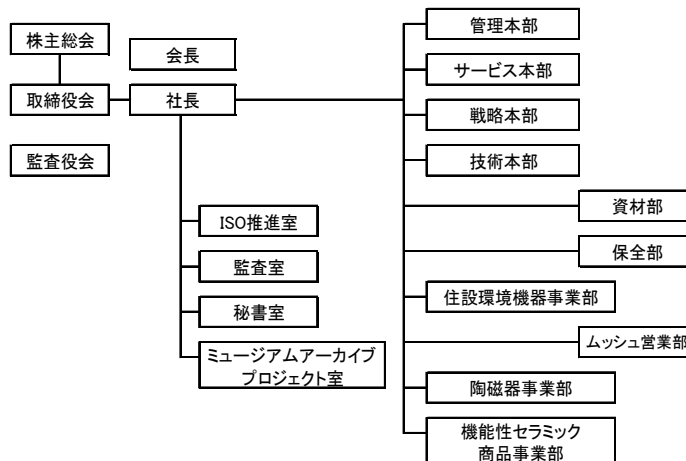 株主総会
取締役会
監査役会
会長
社長
ISO推進室
監査室
秘書室
ミュージアムアーカイブ
プロジェクト室
管理本部
サービス本部
戦略本部
技術本部
資材部
保全部
住設環境機器事業部
ムッシュ営業部
陶磁器事業部
機能性セラミック
商品事業部